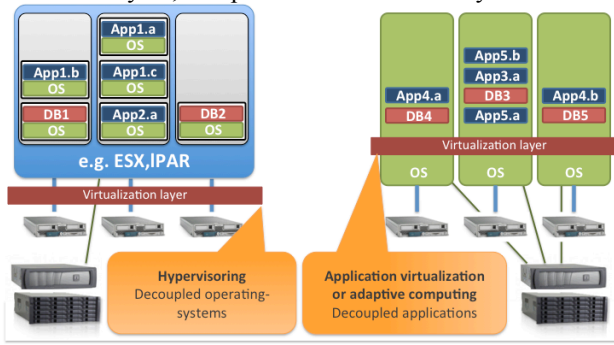 App1.a
OS
App1.b
OS
App1.c
OS
DB1
OS
App2.a
OS
DB2
OS
e.g. ESX,lPAR
Virtualization layer
App5.b
App3.a
App4.a
DB3
App4.b
DB4
App5.a
DB5
Virtualization layer
OS
OS
OS
Hypervisoring
Decoupled operating-
systems
Application virtualization
or adaptive computing
Decoupled applications